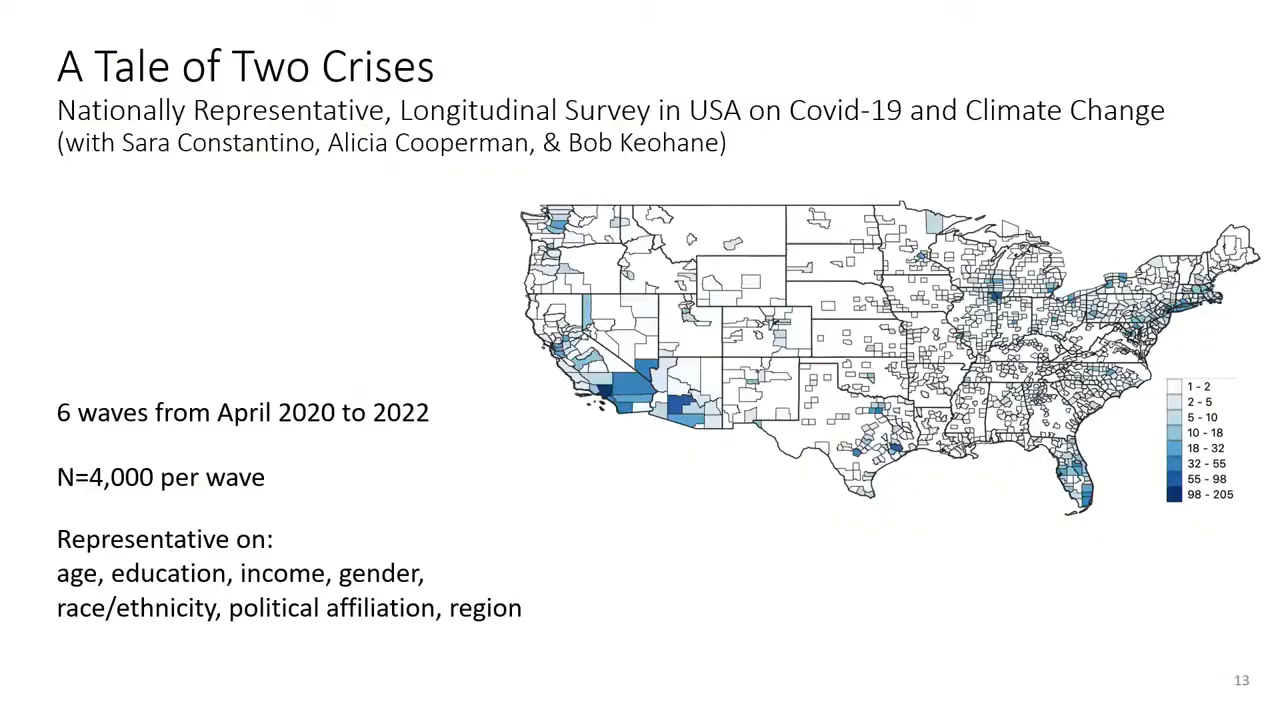 A Tale of Two Crises
Nationally Representative, Longitudinal Survey in USA on Covid-19 and Climate Change
(with Sara Constantino, Alicia Cooperman, & Bob Keohane)
6 waves from April 2020 to 2022
N=4,000 per wave
Representative on:
age, education, income, gender,
race/ethnicity, political affiliation, region
1 - 2
2 - 5
5 - 10
10 - 18
18 - 32
32 - 55
55 - 98
98 - 205
13